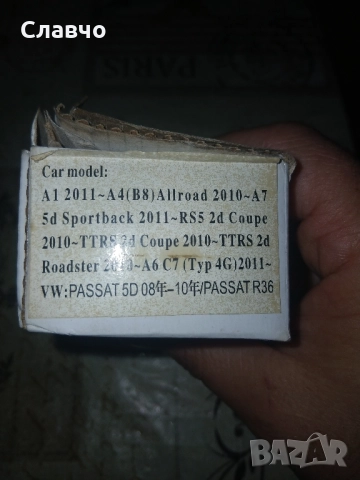 Славчо
PARIS
Car model:
A1 2011~A4(B8)Allroad 2010~A7
5d Sportback 2011~RS5 2d Coupe
2010~TTRS 2d Coupe 2010~TTRS 2d
Roadster 2010~A6 C7 (Typ 4G)2011~
VW:PASSAT 5D 08年-10年/PASSAT R36
BAZAR